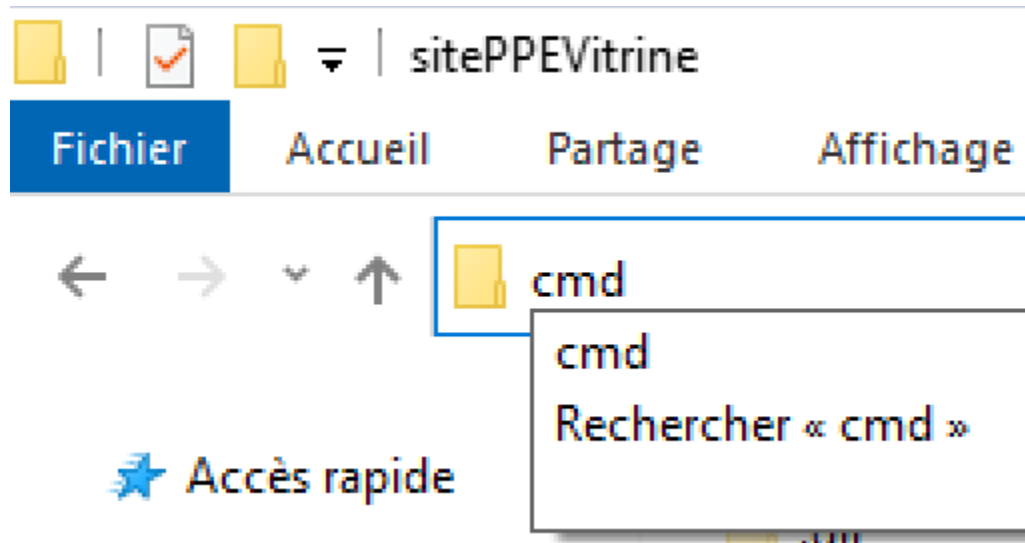 sitePPEVitrine
Fichier Accueil Partage Affichage
cmd
cmd
Rechercher « cmd »
Accès rapide